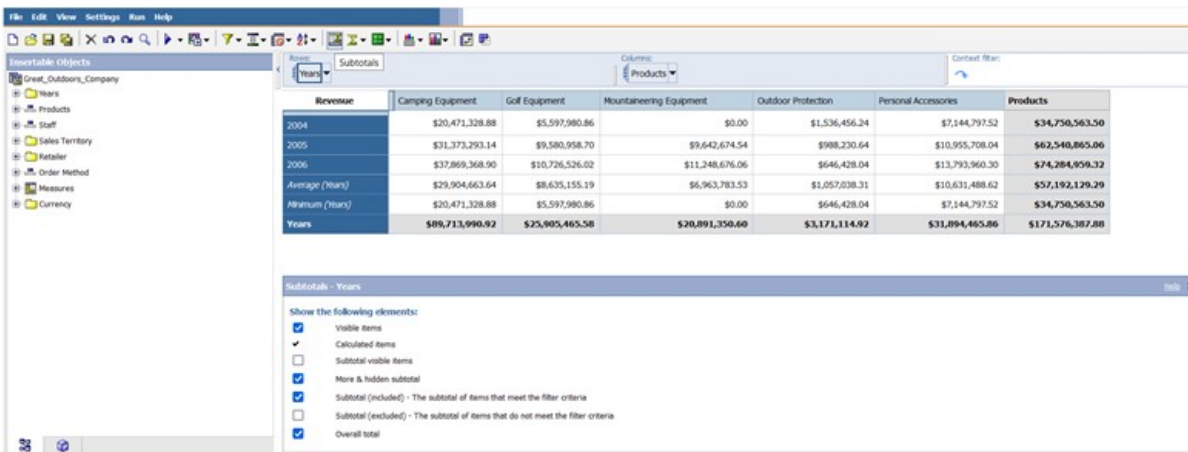 File Edit View Settings Run Help
Insertable Objects
Great_Outdoors_Company
Years
Products
Staff
Sales Territory
Retailer
Order Method
Measures
Currency
Rows:
Years
Subtotals
Columns:
Products
Context filter:
Revenue Camping Equipment Golf Equipment Mountaineering Equipment Outdoor Protection Personal Accessories Products
2004 $20,471,328.88 $5,597,980.86 $0.00 $1,536,456.24 $7,144,797.52 $34,750,563.50
2005 $31,373,293.14 $9,580,958.70 $9,642,674.54 $988,230.64 $10,955,708.04 $62,540,865.06
2006 $37,869,368.90 $10,726,526.02 $11,248,676.06 $646,428.04 $13,793,960.30 $74,284,959.32
Average (Years) $29,904,663.64 $8,635,155.19 $6,963,783.53 $1,057,038.31 $10,631,488.62 $57,192,129.29
Minimum (Years) $20,471,328.88 $5,597,980.86 $0.00 $646,428.04 $7,144,797.52 $34,750,563.50
Years $89,713,990.92 $25,905,465.58 $20,891,350.60 $3,171,114.92 $31,894,465.86 $171,576,387.88
Subtotals - Years Help
Show the following elements:
Visible items
Calculated items
Subtotal visible items
More & hidden subtotal
Subtotal (included) - The subtotal of items that meet the filter criteria
Subtotal (excluded) - The subtotal of items that do not meet the filter criteria
Overall total